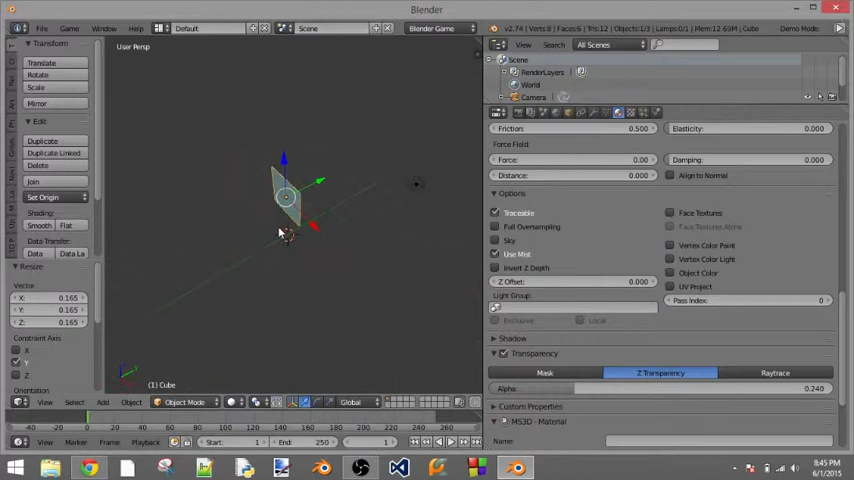 Blender
File Game Window Help Default Scene Blender Game v2.74 | Verts:8 | Faces:6 | Tris:12 | Objects:1/3 | Lamps:0/1 | Mem:12.69M | Cube Demo Mode:
Transform
Translate
Rotate
Scale
Mirror
Edit
Duplicate
Duplicate Linked
Delete
Join
Set Origin
Shading:
Smooth Flat
Data Transfer:
Data Data La
Resize
Vector
X: 0.165
Y: 0.165
Z: 0.165
Constraint Axis
X
Y
Z
Orientation
User Persp
(1) Cube
View Select Add Object Object Mode Global
-40 -20 0 20 40 60 80 100 120 140 160 180 200 220 240 260
View Marker Frame Playback Start: 1 End: 250 1
View Search All Scenes
Scene
RenderLayers
World
Camera
Friction: 0.500 Elasticity: 0.000
Force Field
Force: 0.00 Damping: 0.000
Distance: 0.000 Align to Normal
Options
Traceable Face Textures
Full Oversampling Face Textures Alpha
Sky Vertex Color Paint
Use Mist Vertex Color Light
Invert Z Depth Object Color
Z Offset: 0.000 UV Project
Light Group: Pass Index: 0
Exclusive Local
Shadow
Transparency
Mask Z Transparency Raytrace
Alpha: 0.240
Custom Properties
MS3D - Material
Name:
8:45 PM
6/1/2015